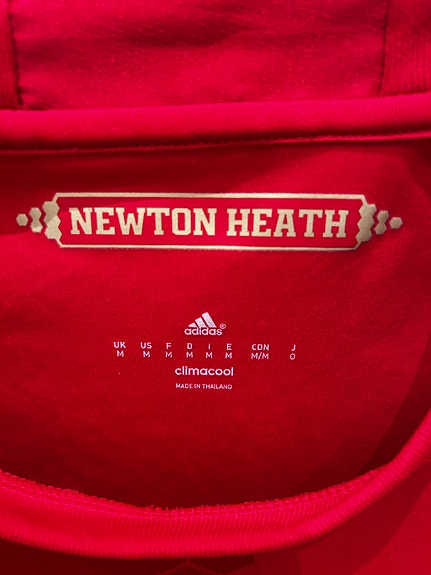 NEWTON HEATH
adidas®
UK US F D I E CDN J
M M M M M M M/M O
climacool
MADE IN THAILAND